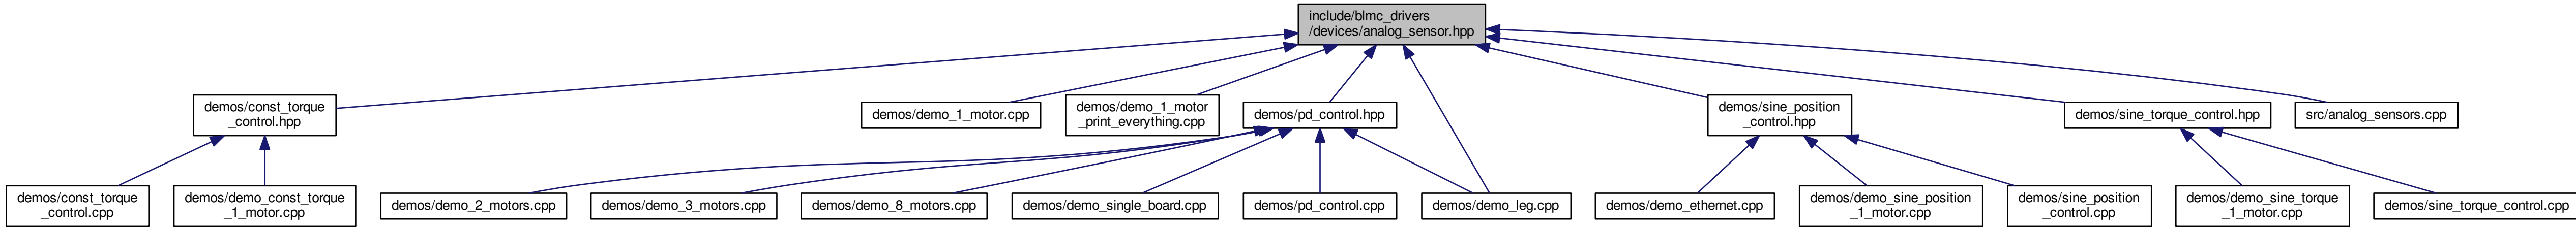 include/blmc_drivers
/devices/analog_sensor.hpp
demos/const_torque
_control.hpp
demos/demo_1_motor.cpp
demos/demo_1_motor
_print_everything.cpp
demos/pd_control.hpp
demos/sine_position
_control.hpp
demos/sine_torque_control.hpp
src/analog_sensors.cpp
demos/const_torque
_control.cpp
demos/demo_const_torque
_1_motor.cpp
demos/demo_2_motors.cpp
demos/demo_3_motors.cpp
demos/demo_8_motors.cpp
demos/demo_single_board.cpp
demos/pd_control.cpp
demos/demo_leg.cpp
demos/demo_ethernet.cpp
demos/demo_sine_position
_1_motor.cpp
demos/sine_position
_control.cpp
demos/demo_sine_torque
_1_motor.cpp
demos/sine_torque_control.cpp